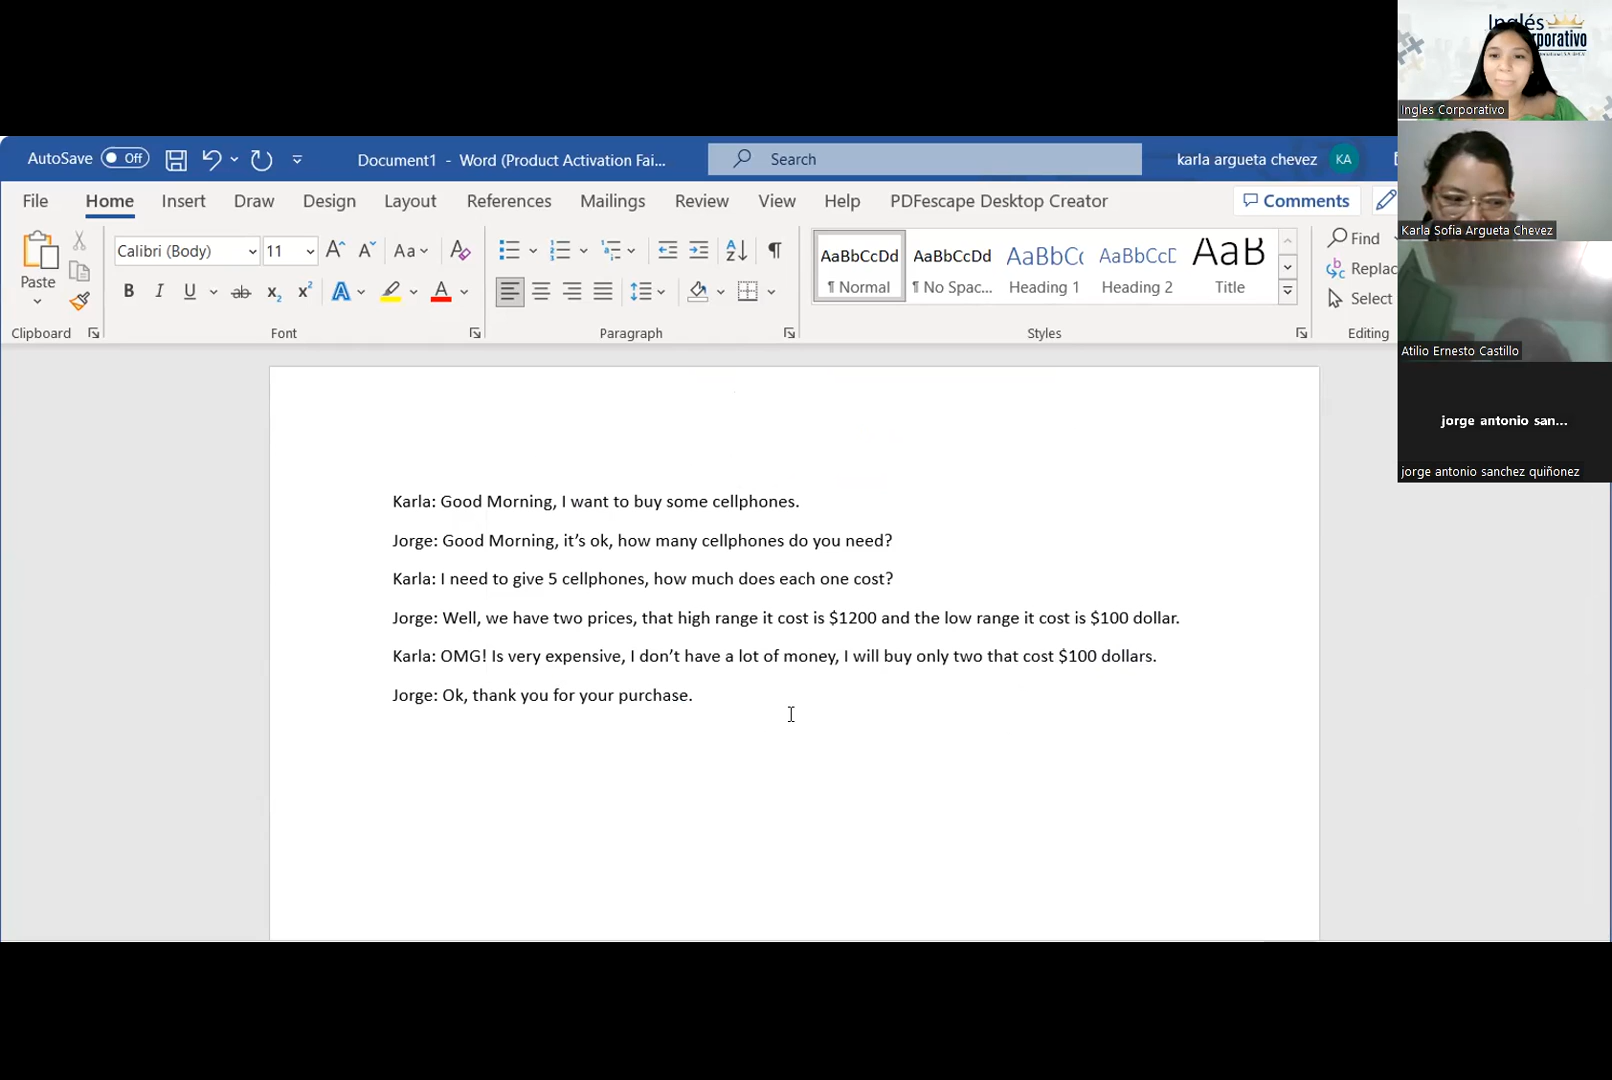 Inglés
Corporativo
Ingles Corporativo
AutoSave Off
Document1 - Word (Product Activation Fai...
Search
karla argueta chevez KA
Karla Sofia Argueta Chevez
File Home Insert Draw Design Layout References Mailings Review View Help PDFescape Desktop Creator Comments
Paste
Calibri (Body) 11
AaBbCcDd AaBbCcDd AaBbCc AaBbCcD AaB
¶ Normal ¶ No Spac... Heading 1 Heading 2 Title
Find
Replac
Select
Clipboard Font Paragraph Styles Editing
Atilio Ernesto Castillo
jorge antonio san...
jorge antonio sanchez quiñonez
Karla: Good Morning, I want to buy some cellphones.
Jorge: Good Morning, it’s ok, how many cellphones do you need?
Karla: I need to give 5 cellphones, how much does each one cost?
Jorge: Well, we have two prices, that high range it cost is $1200 and the low range it cost is $100 dollar.
Karla: OMG! Is very expensive, I don’t have a lot of money, I will buy only two that cost $100 dollars.
Jorge: Ok, thank you for your purchase.